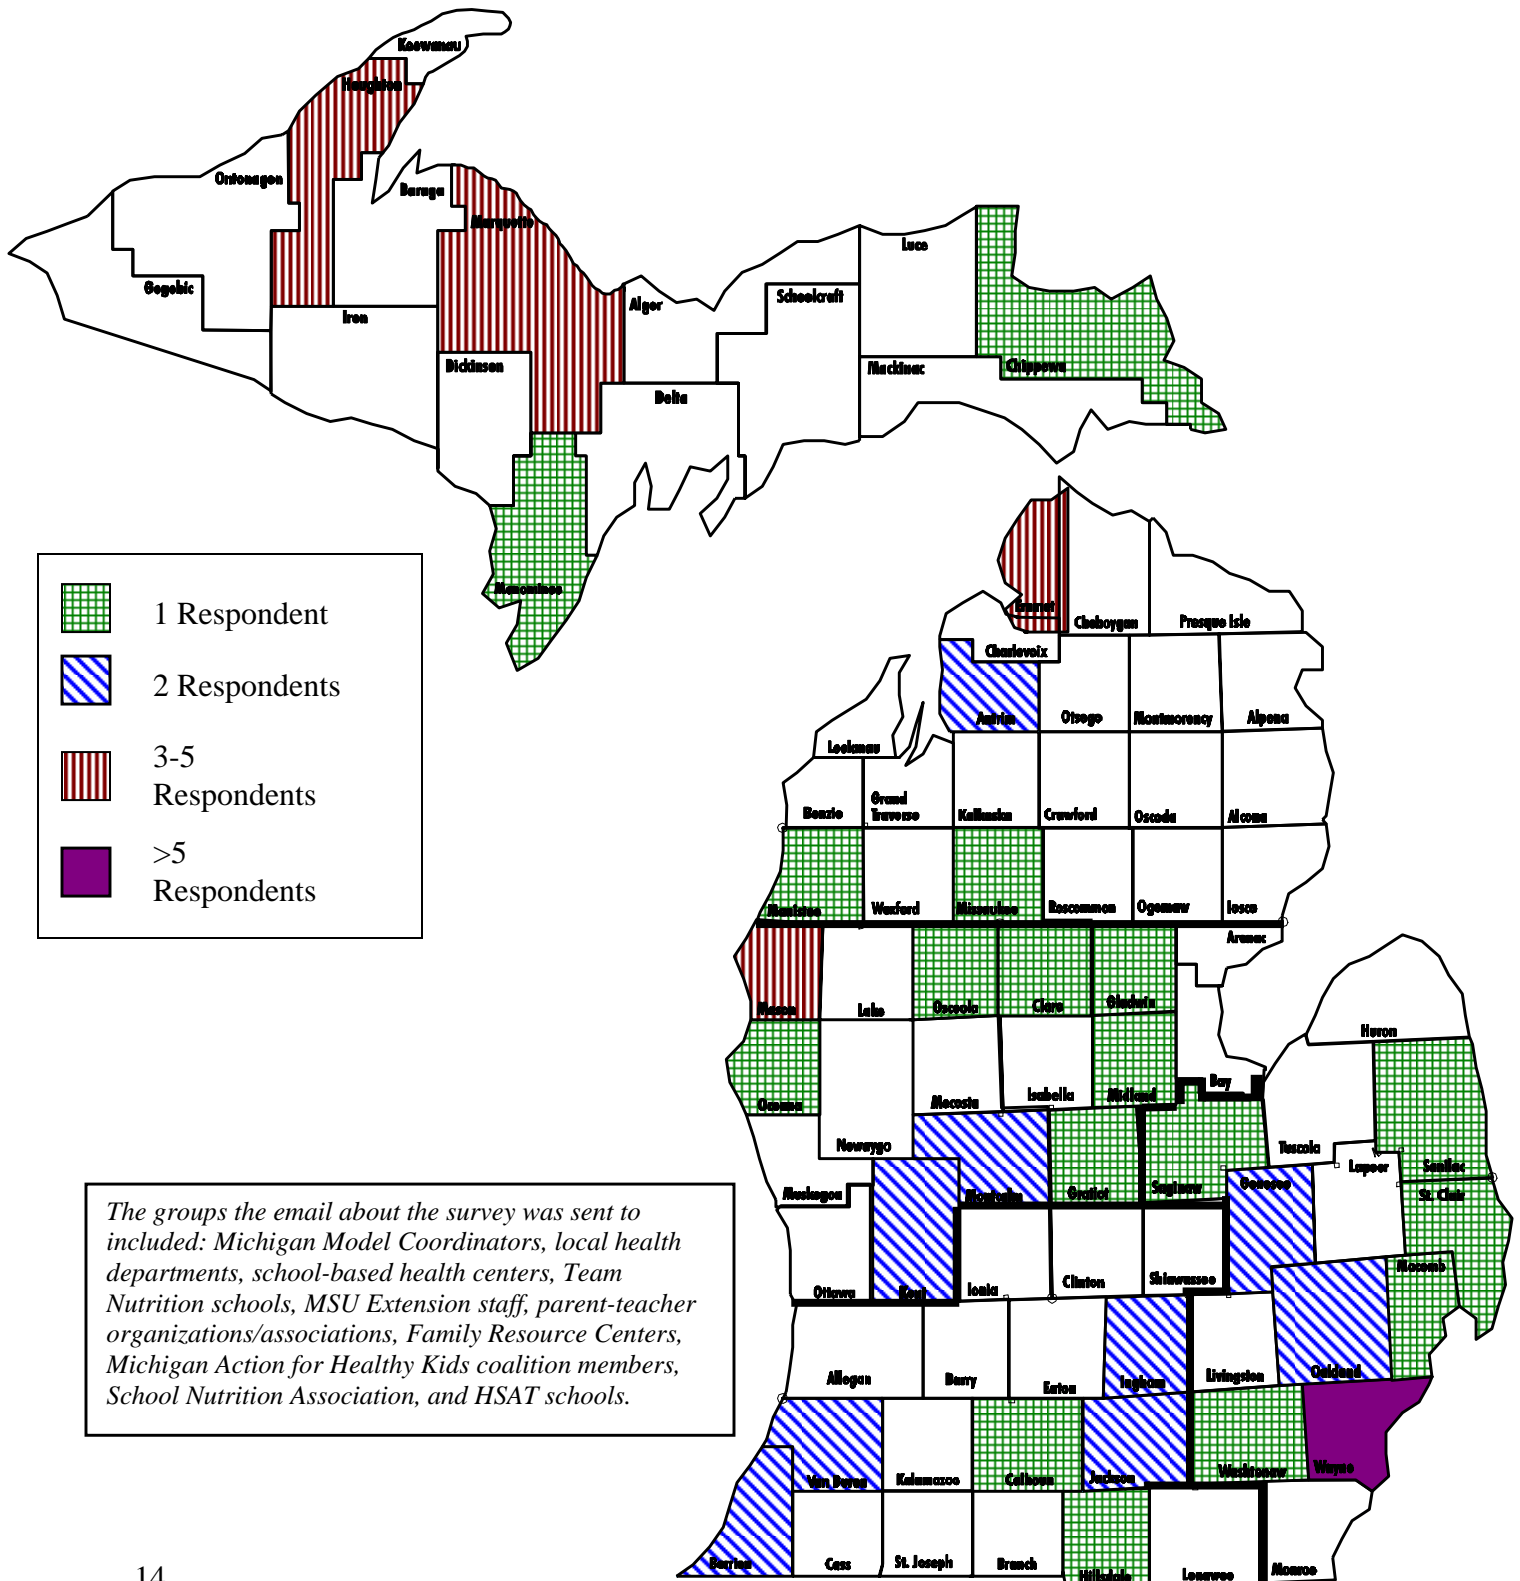 Keewanau
Houghton
Ontonagon
Baraga
Marquette
Luce
Gogebic
Alger
Schoolcraft
Iron
Dickinson
Mackinac
Chippewa
Delta
Menominee
1 Respondent
2 Respondents
3-5
Respondents
>5
Respondents
Emmet
Cheboygan
Presque Isle
Charlevoix
Antrim
Otsego
Montmorency
Alpena
Leelanau
Benzie
Grand
Traverse
Kalkaska
Crawford
Oscoda
Alcona
Manistee
Wexford
Missaukee
Roscommon
Ogemaw
Iosco
Arenac
Mason
Lake
Osceola
Clare
Gladwin
Huron
Oceana
Mecosta
Isabella
Midland
Bay
Newaygo
Tuscola
Lapeer
Sanilac
Muskegon
Montcalm
Gratiot
Saginaw
Genesee
St. Clair
The groups the email about the survey was sent to
included: Michigan Model Coordinators, local health
departments, school-based health centers, Team
Nutrition schools, MSU Extension staff, parent-teacher
organizations/associations, Family Resource Centers,
Michigan Action for Healthy Kids coalition members,
School Nutrition Association, and HSAT schools.
Ottawa
Kent
Ionia
Clinton
Shiawassee
Macomb
Allegan
Barry
Eaton
Ingham
Livingston
Oakland
Van Buren
Kalamazoo
Calhoun
Jackson
Washtenaw
Wayne
Berrien
Cass
St. Joseph
Branch
Hillsdale
Lenawee
Monroe
14